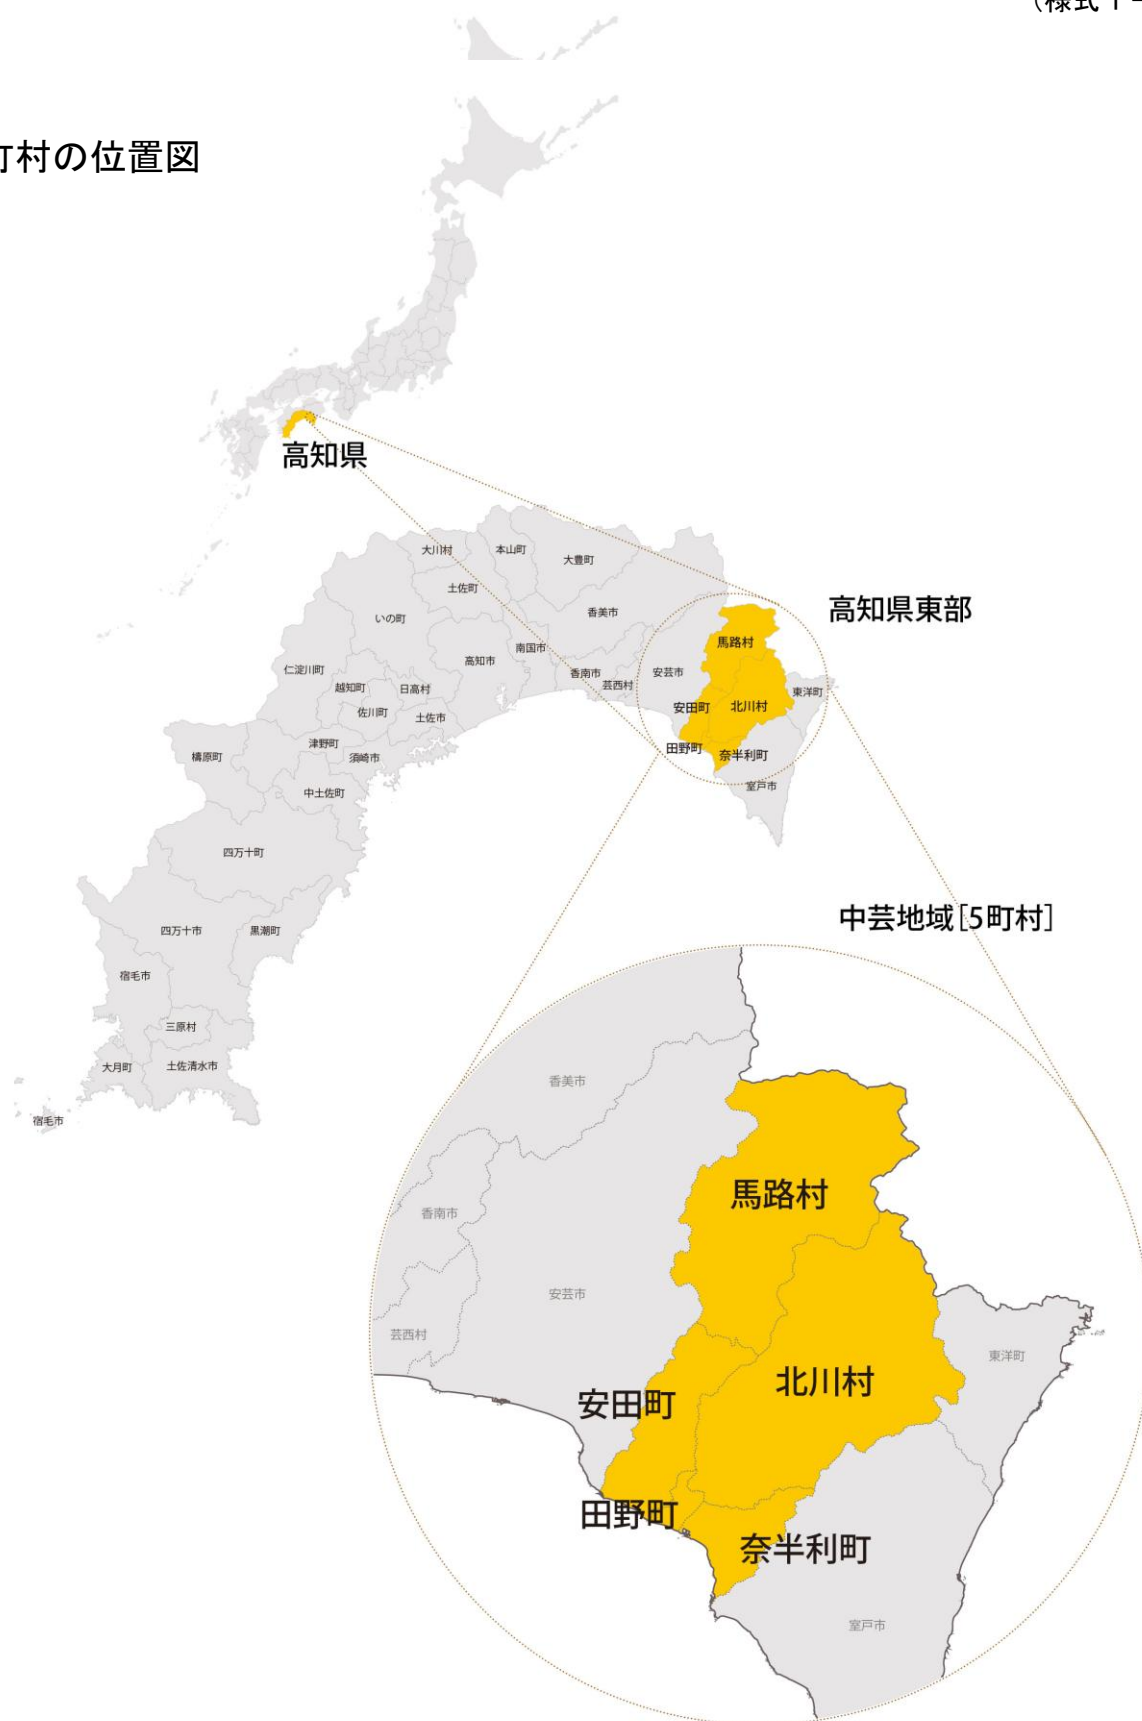 （様式１－
町村の位置図
高知県
大川村
本山町
大豊町
土佐町
香美市
いの町
高知県東部
馬路村
南国市
高知市
仁淀川町
香南市
安芸市
芸西村
越知町
日高村
東洋町
安田町
北川村
佐川町
土佐市
津野町
田野町
奈半利町
檮原町
須崎市
室戸市
中土佐町
四万十町
中芸地域[5町村]
四万十市
黒潮町
宿毛市
三原村
大月町
土佐清水市
宿毛市
香美市
馬路村
香南市
安芸市
芸西村
東洋町
北川村
安田町
田野町
奈半利町
室戸市